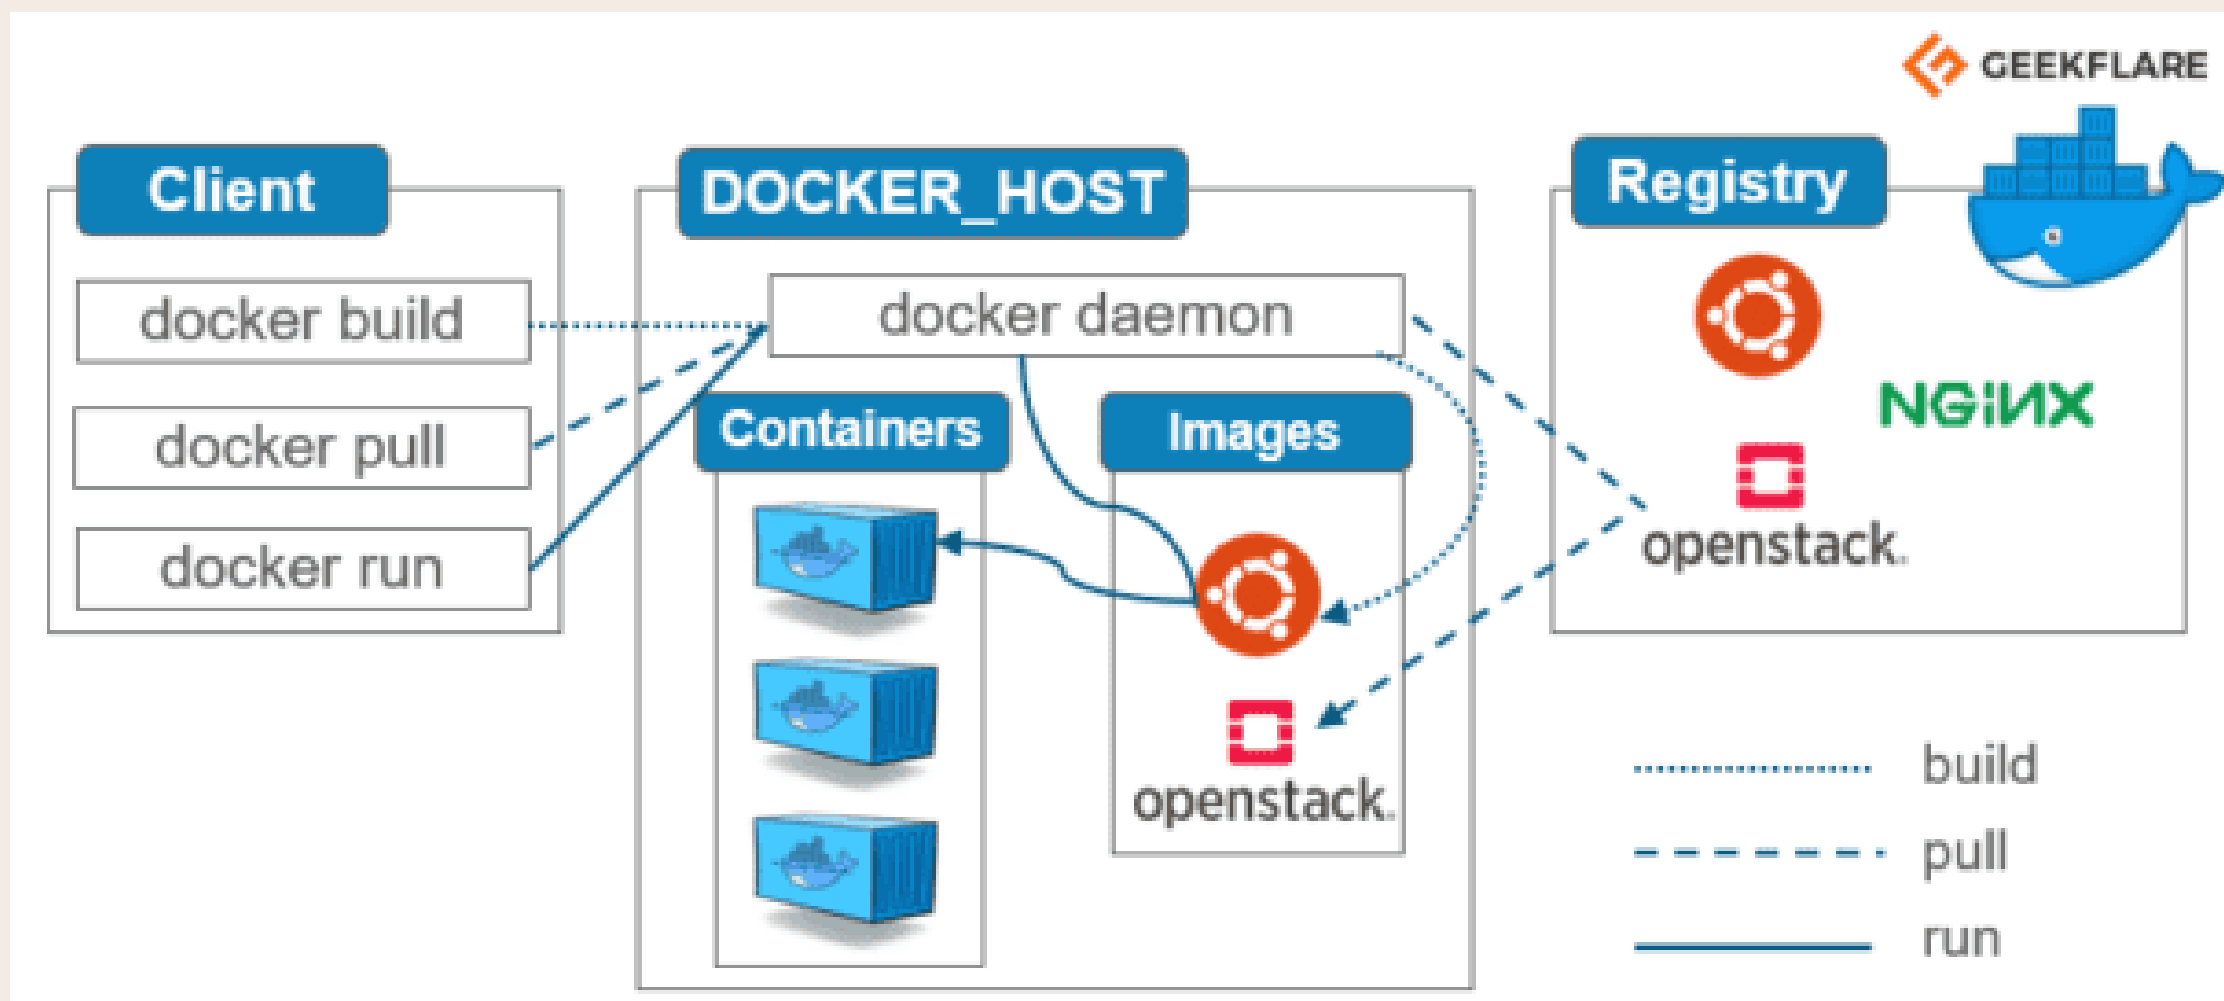 GEEKFLARE
Client
docker build
docker pull
docker run
DOCKER_HOST
docker daemon
Containers
Images
openstack.
Registry
NGiNX
openstack.
build
pull
run